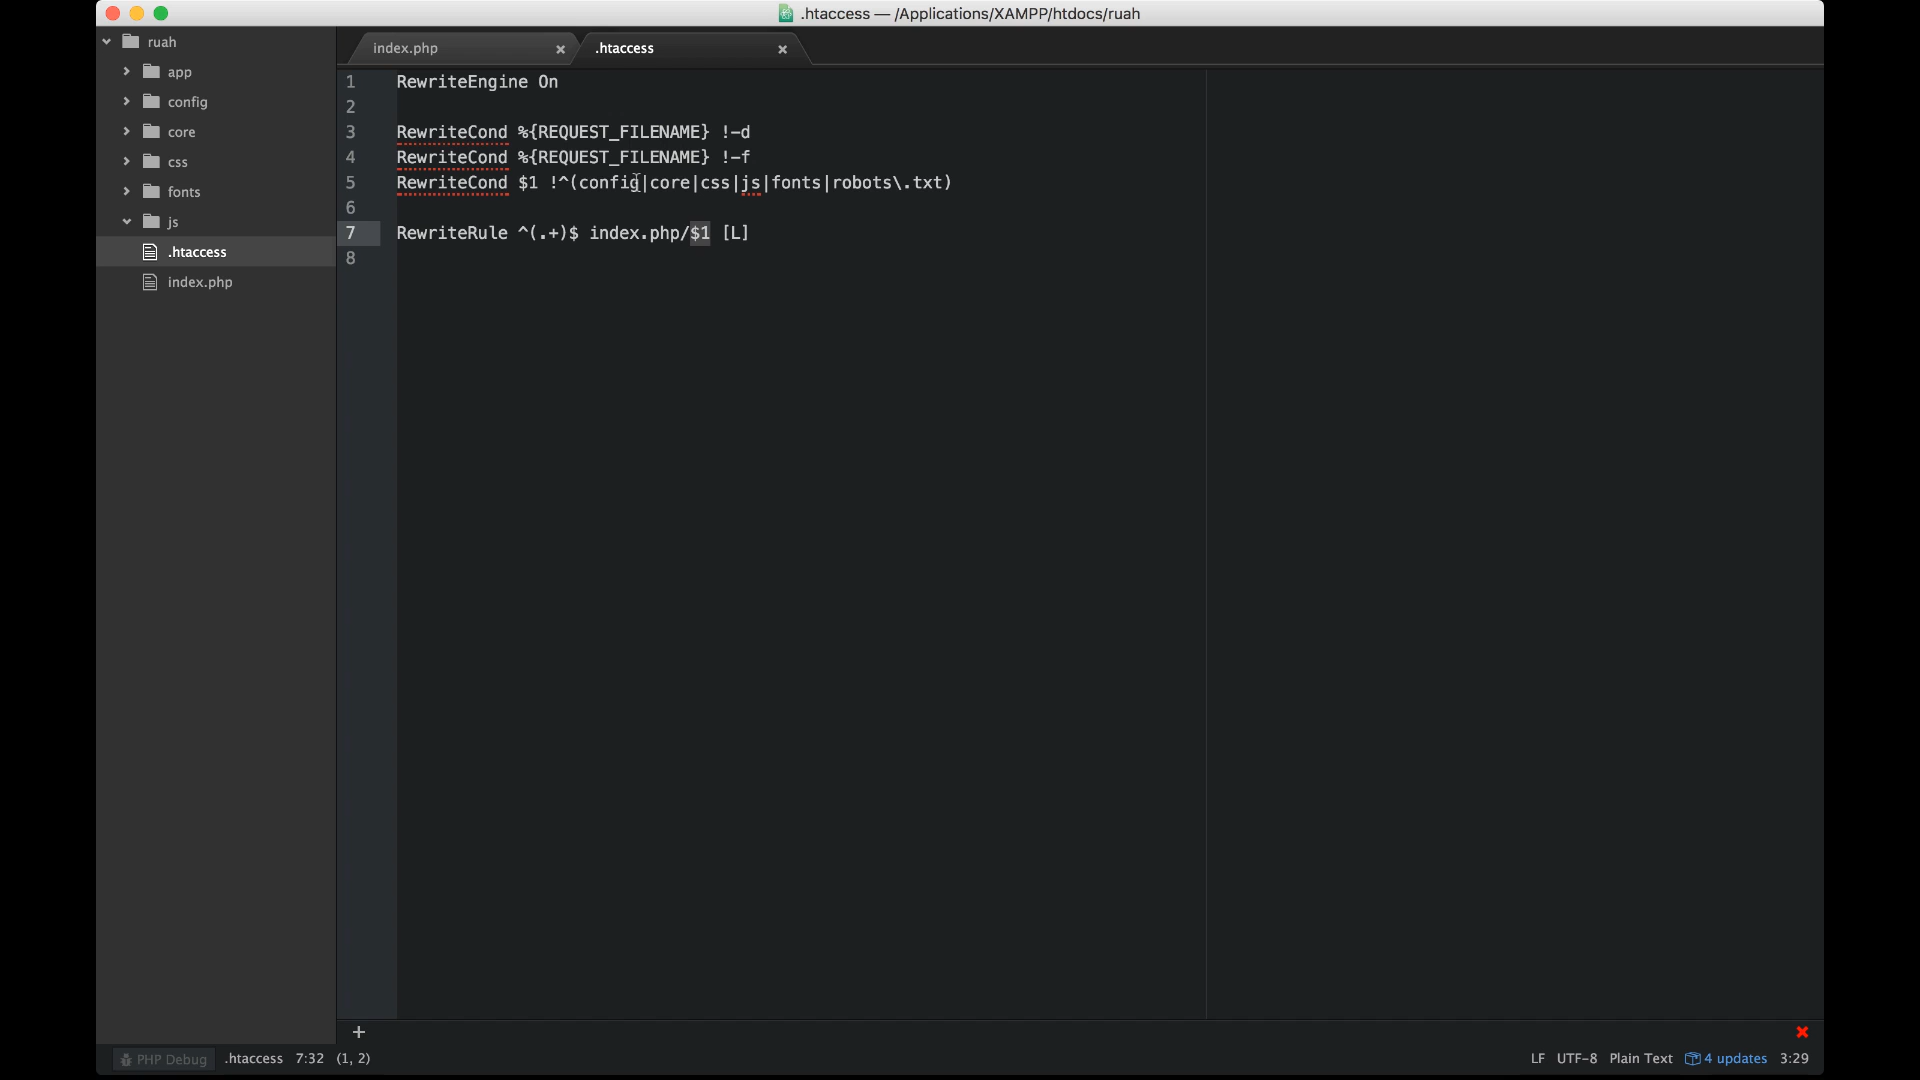 .htaccess — /Applications/XAMPP/htdocs/ruah
ruah
app
config
core
css
fonts
js
.htaccess
index.php
index.php
.htaccess
1 RewriteEngine On
2
3 RewriteCond %{REQUEST_FILENAME} !-d
4 RewriteCond %{REQUEST_FILENAME} !-f
5 RewriteCond $1 !^(config|core|css|js|fonts|robots\.txt)
6
7 RewriteRule ^(.+)$ index.php/$1 [L]
8
PHP Debug .htaccess 7:32 (1, 2) LF UTF-8 Plain Text 4 updates 3:29